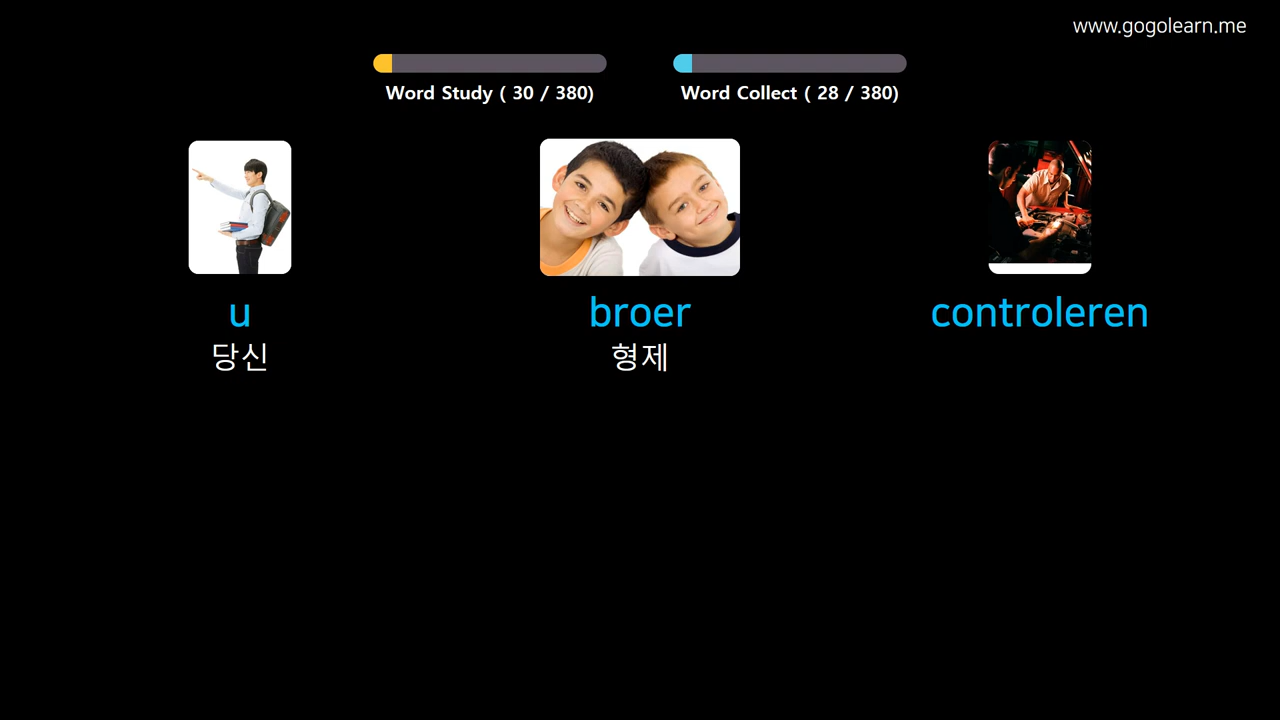 www.gogolearn.me
Word Study ( 30 / 380)
Word Collect ( 28 / 380)
u
broer
controleren
당신
형제